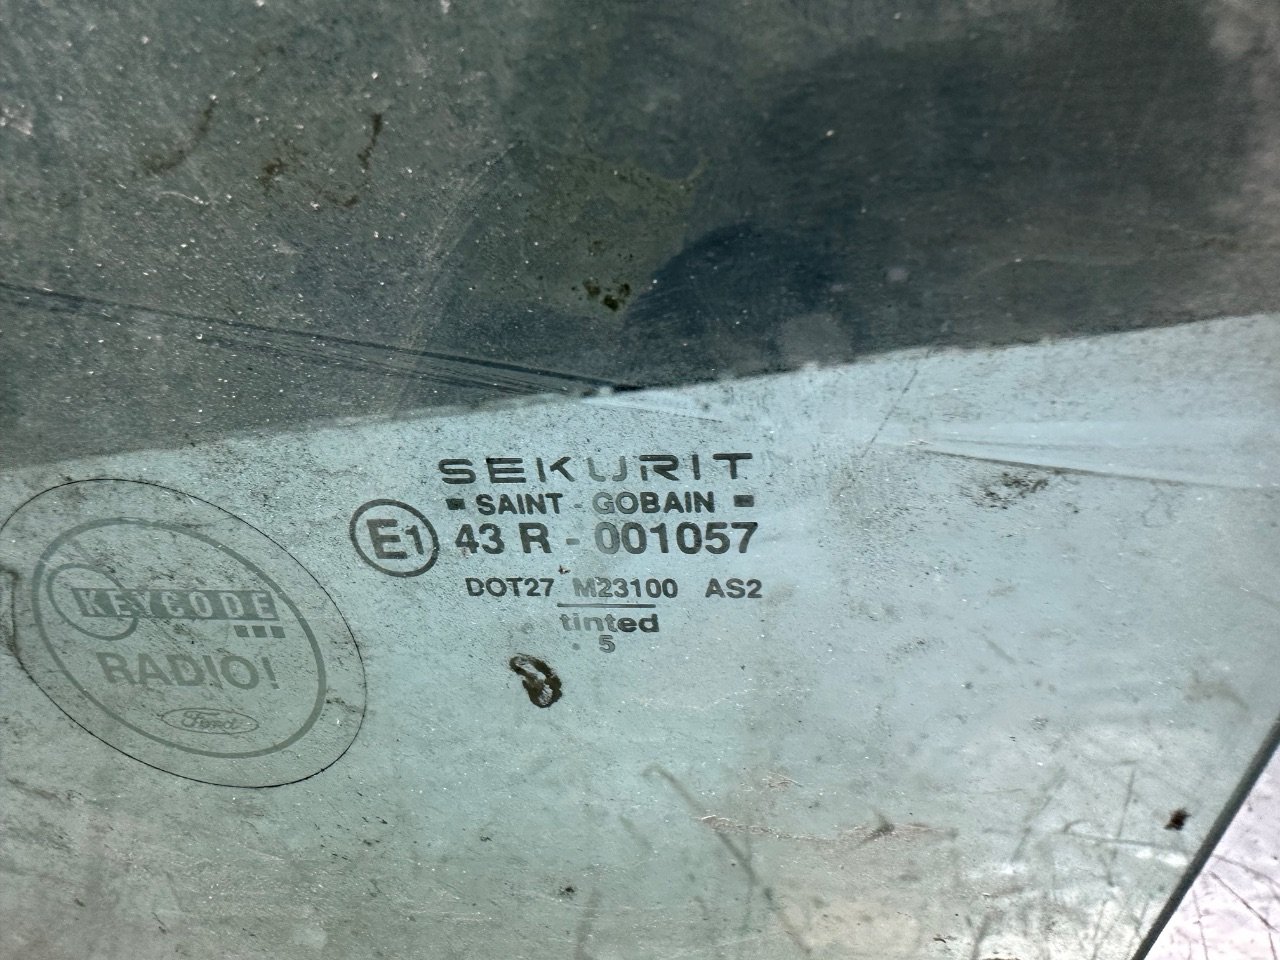 SEKURIT
SAINT-GOBAIN
E1 43 R - 001057
DOT27 M23100 AS2
tinted
. 5
KEYCODE
RADIO!
Ford